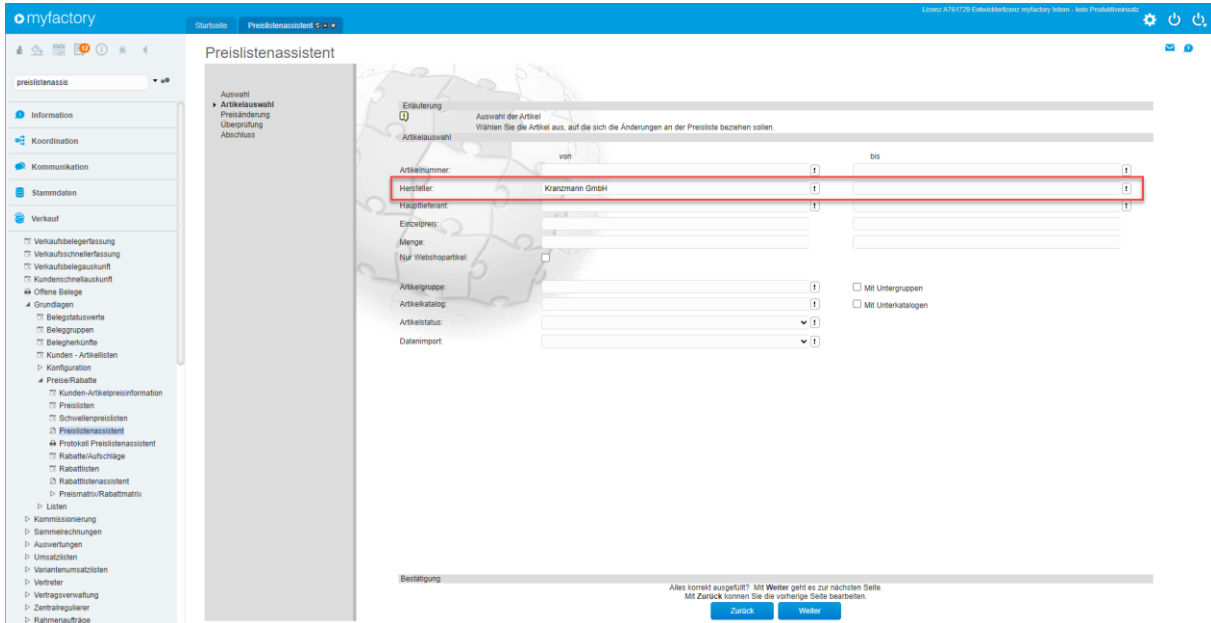 Lizenz A761729 Entwicklerlizenz myfactory Intern - kein Produktiveinsatz
myfactory
Startseite
Preislistenassistent
12
Preislistenassistent
preislistenassis
Information
Koordination
Kommunikation
Stammdaten
Verkauf
Verkaufsbelegerfassung
Verkaufsschnellerfassung
Verkaufsbelegauskunft
Kundenschnellauskunft
Offene Belege
Grundlagen
Belegstatuswerte
Beleggruppen
Belegherkünfte
Kunden - Artikellisten
Konfiguration
Preise/Rabatte
Kunden-Artikelpreisinformation
Preislisten
Schwellenpreislisten
Preislistenassistent
Protokoll Preislistenassistent
Rabatte/Aufschläge
Rabattlisten
Rabattlistenassistent
Preismatrix/Rabattmatrix
Listen
Kommissionierung
Sammelrechnungen
Auswertungen
Umsatzlisten
Variantenumsatzlisten
Vertreter
Vertragsverwaltung
Zentralregulierer
Rahmenaufträge
Auswahl
Artikelauswahl
Preisänderung
Überprüfung
Abschluss
Erläuterung
Auswahl der Artikel
Wählen Sie die Artikel aus, auf die sich die Änderungen an der Preisliste beziehen sollen.
Artikelauswahl
von bis
Artikelnummer:
Hersteller: Kranzmann GmbH
Hauptlieferant:
Einzelpreis:
Menge:
Nur Webshopartikel:
Artikelgruppe: Mit Untergruppen
Artikelkatalog: Mit Unterkatalogen
Artikelstatus:
Datenimport:
Bestätigung
Alles korrekt ausgefüllt? Mit Weiter geht es zur nächsten Seite.
Mit Zurück können Sie die vorherige Seite bearbeiten.
Zurück Weiter